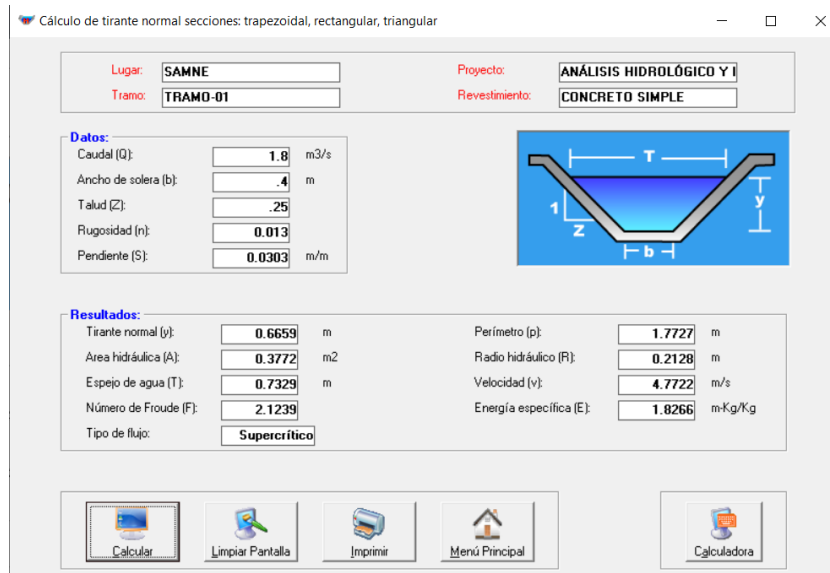 Cálculo de tirante normal secciones: trapezoidal, rectangular, triangular
Lugar: SAMNE Proyecto: ANÁLISIS HIDROLÓGICO Y I
Tramo: TRAMO-01 Revestimiento: CONCRETO SIMPLE
Datos:
Caudal (Q): 1.8 m3/s
Ancho de solera (b): .4 m
Talud (Z): .25
Rugosidad (n): 0.013
Pendiente (S): 0.0303 m/m
T
y
1
Z
b
Resultados:
Tirante normal (y): 0.6659 m Perímetro (p): 1.7727 m
Area hidráulica (A): 0.3772 m2 Radio hidráulico (R): 0.2128 m
Espejo de agua (T): 0.7329 m Velocidad (v): 4.7722 m/s
Número de Froude (F): 2.1239 Energía específica (E): 1.8266 m-Kg/Kg
Tipo de flujo: Supercrítico
Calcular Limpiar Pantalla Imprimir Menú Principal Calculadora